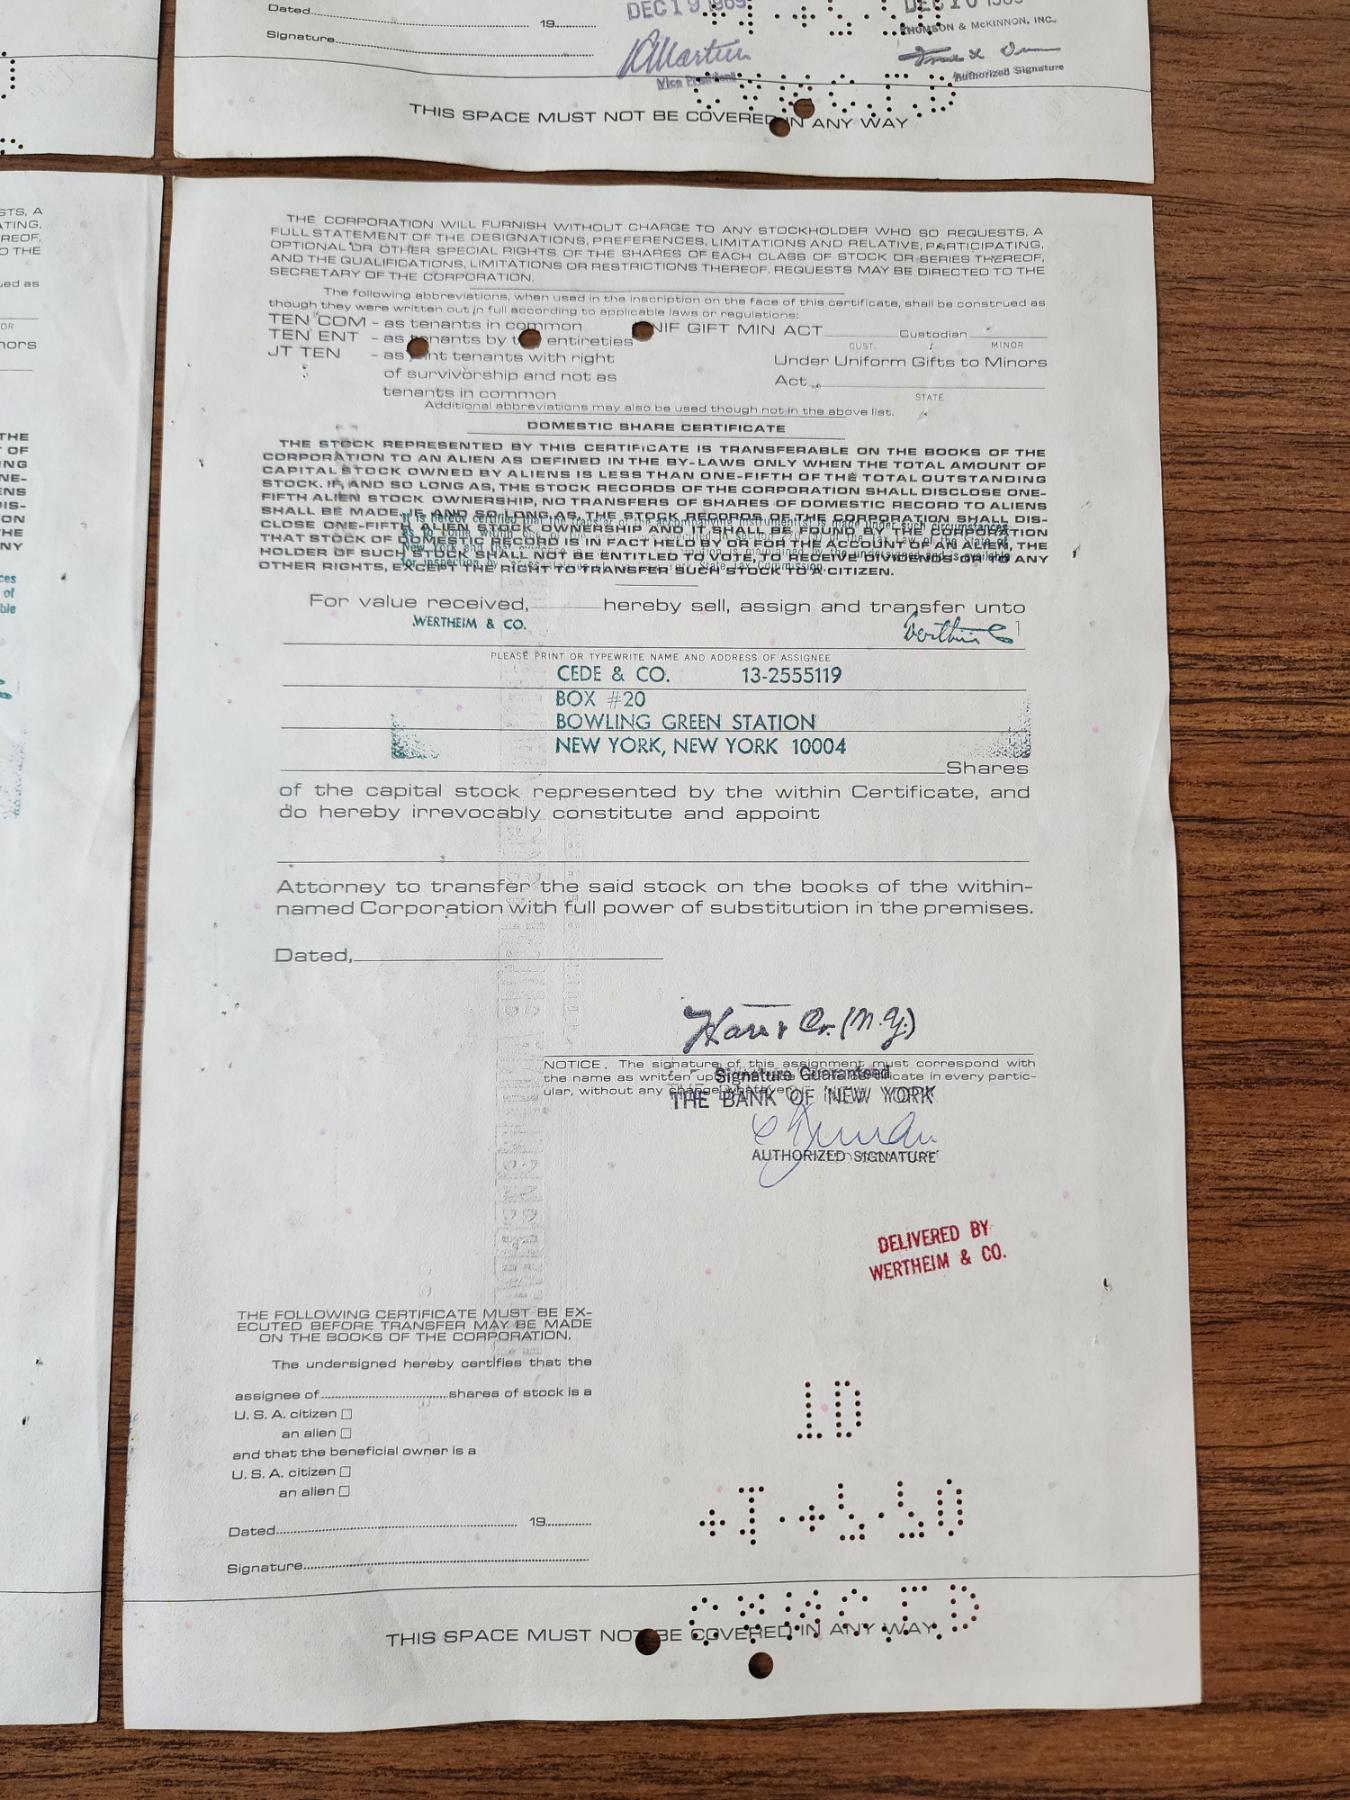 Dated 19
DEC 19 1969
THOMSON & McKINNON, INC.
Signature
Vice President
Authorized Signature
THIS SPACE MUST NOT BE COVERED IN ANY WAY
STS, A
TING,
REOF,
O THE
ued as
OR
nors
THE
OF
ING
NE-
ENS
DIS-
ION
THE
NY
ces
of
ble
THE CORPORATION WILL FURNISH WITHOUT CHARGE TO ANY STOCKHOLDER WHO SO REQUESTS, A
FULL STATEMENT OF THE DESIGNATIONS, PREFERENCES, LIMITATIONS AND RELATIVE, PARTICIPATING,
OPTIONAL OR OTHER SPECIAL RIGHTS OF THE SHARES OF EACH CLASS OF STOCK OR SERIES THEREOF,
AND THE QUALIFICATIONS, LIMITATIONS OR RESTRICTIONS THEREOF. REQUESTS MAY BE DIRECTED TO THE
SECRETARY OF THE CORPORATION.
The following abbreviations, when used in the inscription on the face of this certificate, shall be construed as
though they were written out in full according to applicable laws or regulations:
TEN COM - as tenants in common UNIF GIFT MIN ACT Custodian
TEN ENT - as tenants by the entireties CUST. MINOR
JT TEN - as joint tenants with right Under Uniform Gifts to Minors
of survivorship and not as Act
tenants in common STATE
Additional abbreviations may also be used though not in the above list.
DOMESTIC SHARE CERTIFICATE
THE STOCK REPRESENTED BY THIS CERTIFICATE IS TRANSFERABLE ON THE BOOKS OF THE
CORPORATION TO AN ALIEN AS DEFINED IN THE BY-LAWS ONLY WHEN THE TOTAL AMOUNT OF
CAPITAL STOCK OWNED BY ALIENS IS LESS THAN ONE-FIFTH OF THE TOTAL OUTSTANDING
STOCK. IF, AND SO LONG AS, THE STOCK RECORDS OF THE CORPORATION SHALL DISCLOSE ONE-
FIFTH ALIEN STOCK OWNERSHIP, NO TRANSFERS OF SHARES OF DOMESTIC RECORD TO ALIENS
SHALL BE MADE. IF, AND SO LONG AS, THE STOCK RECORDS OF THE CORPORATION SHALL DIS-
CLOSE ONE-FIFTH ALIEN STOCK OWNERSHIP AND IT SHALL BE FOUND BY THE CORPORATION
THAT STOCK OF DOMESTIC RECORD IS IN FACT HELD BY OR FOR THE ACCOUNT OF AN ALIEN, THE
HOLDER OF SUCH STOCK SHALL NOT BE ENTITLED TO VOTE, TO RECEIVE DIVIDENDS OR TO ANY
OTHER RIGHTS, EXCEPT THE RIGHT TO TRANSFER SUCH STOCK TO A CITIZEN.
For value received, hereby sell, assign and transfer unto
WERTHEIM & CO.
PLEASE PRINT OR TYPEWRITE NAME AND ADDRESS OF ASSIGNEE
CEDE & CO. 13-2555119
BOX #20
BOWLING GREEN STATION
NEW YORK, NEW YORK 10004
Shares
of the capital stock represented by the within Certificate, and
do hereby irrevocably constitute and appoint
Attorney to transfer the said stock on the books of the within-
named Corporation with full power of substitution in the premises.
Dated,
NOTICE. The signature of this assignment must correspond with
the name as written upon the face of the certificate in every partic-
ular, without any change whatever.
Signature Guaranteed
THE BANK OF NEW YORK
AUTHORIZED SIGNATURE
DELIVERED BY
WERTHEIM & CO.
THE FOLLOWING CERTIFICATE MUST BE EX-
ECUTED BEFORE TRANSFER MAY BE MADE
ON THE BOOKS OF THE CORPORATION.
The undersigned hereby certifies that the
assignee of shares of stock is a
U. S. A. citizen
an alien
and that the beneficial owner is a
U. S. A. citizen
an alien
Dated 19
Signature
THIS SPACE MUST NOT BE COVERED IN ANY WAY